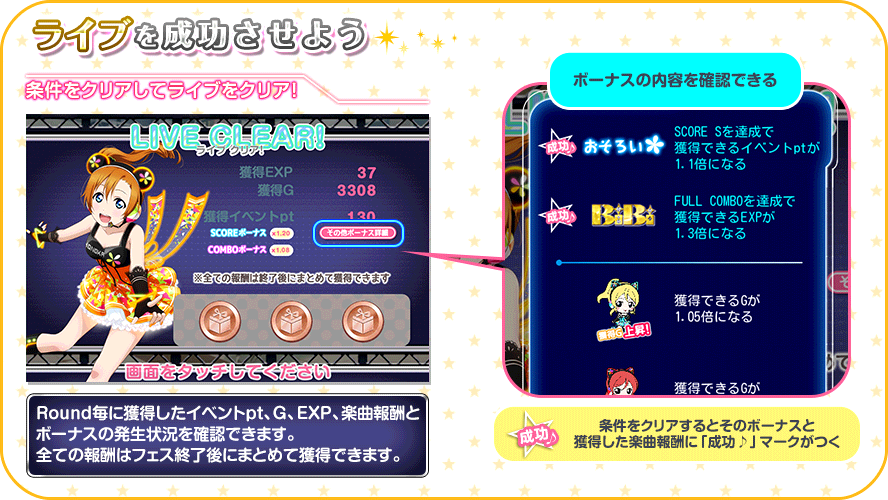 ライブを成功させよう
条件をクリアしてライブをクリア!
LIVE CLEAR!
ライブ クリア!
獲得EXP 37
獲得G 3308
獲得イベントpt 130
SCOREボーナス ×1.20
その他ボーナス詳細
COMBOボーナス ×1.08
※全ての報酬は終了後にまとめて獲得できます
画面をタッチしてください
Round毎に獲得したイベントpt、G、EXP、楽曲報酬と
ボーナスの発生状況を確認できます。
全ての報酬はフェス終了後にまとめて獲得できます。
ボーナスの内容を確認できる
成功♪
おそろい
SCORE Sを達成で
獲得できるイベントptが
1.1倍になる
成功♪
BiBi
FULL COMBOを達成で
獲得できるEXPが
1.3倍になる
獲得G上昇!
獲得できるGが
1.05倍になる
獲得できるGが
成功♪
条件をクリアするとそのボーナスと
獲得した楽曲報酬に「成功♪」マークがつく